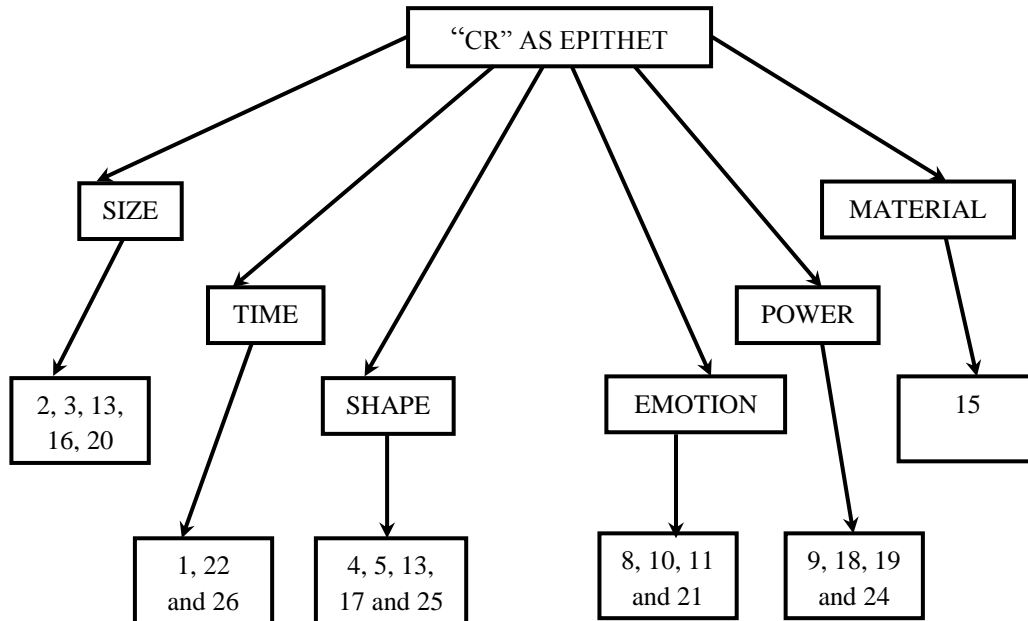 “CR” AS EPITHET
SIZE
MATERIAL
TIME
POWER
2, 3, 13,
16, 20
SHAPE
EMOTION
15
1, 22
and 26
4, 5, 13,
17 and 25
8, 10, 11
and 21
9, 18, 19
and 24